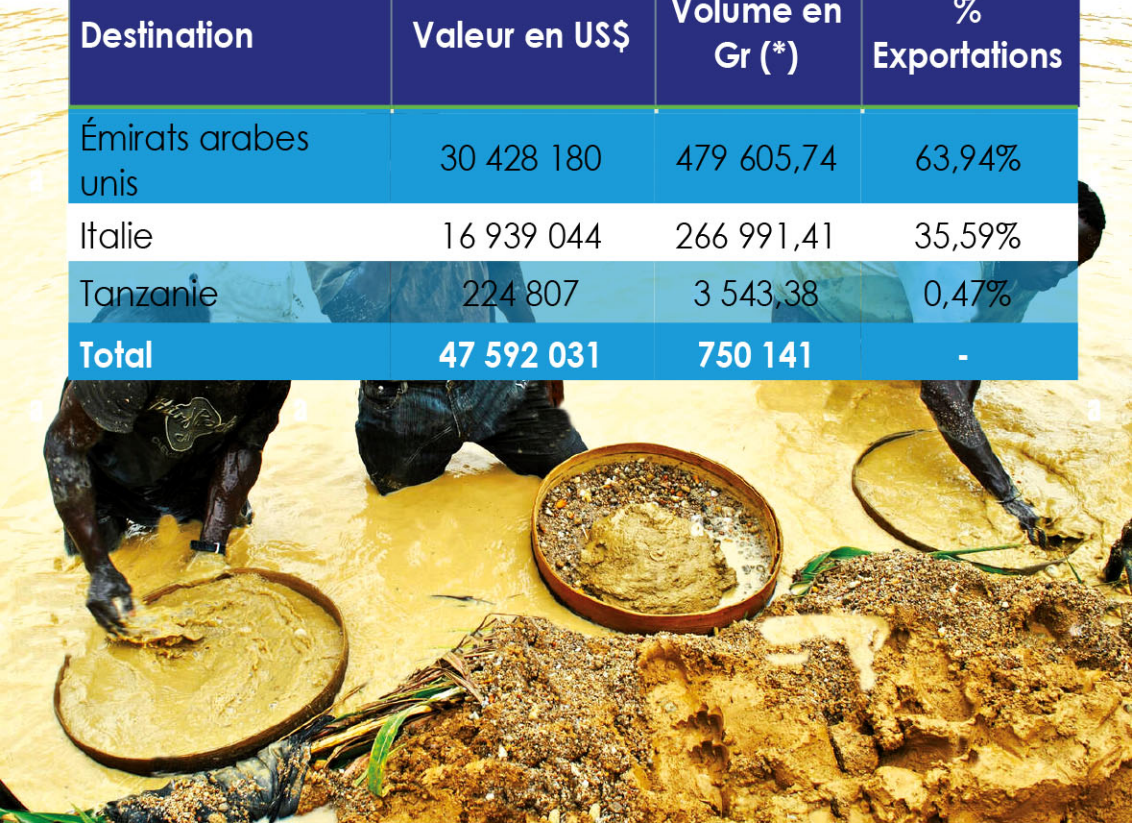 Destination Valeur en US$ Volume en Gr (*) % Exportations
Émirats arabes unis 30 428 180 479 605,74 63,94%
Italie 16 939 044 266 991,41 35,59%
Tanzanie 224 807 3 543,38 0,47%
Total 47 592 031 750 141 -